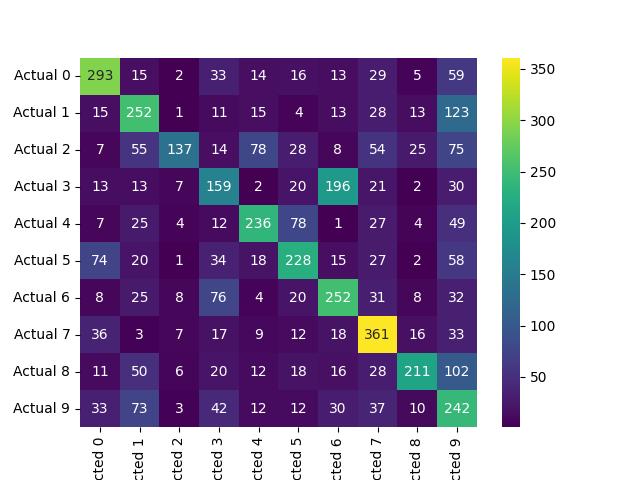 Actual 0 293 15 2 33 14 16 13 29 5 59
Actual 1 15 252 1 11 15 4 13 28 13 123
Actual 2 7 55 137 14 78 28 8 54 25 75
Actual 3 13 13 7 159 2 20 196 21 2 30
Actual 4 7 25 4 12 236 78 1 27 4 49
Actual 5 74 20 1 34 18 228 15 27 2 58
Actual 6 8 25 8 76 4 20 252 31 8 32
Actual 7 36 3 7 17 9 12 18 361 16 33
Actual 8 11 50 6 20 12 18 16 28 211 102
Actual 9 33 73 3 42 12 12 30 37 10 242
cted 0
cted 1
cted 2
cted 3
cted 4
cted 5
cted 6
cted 7
cted 8
cted 9
350
300
250
200
150
100
50